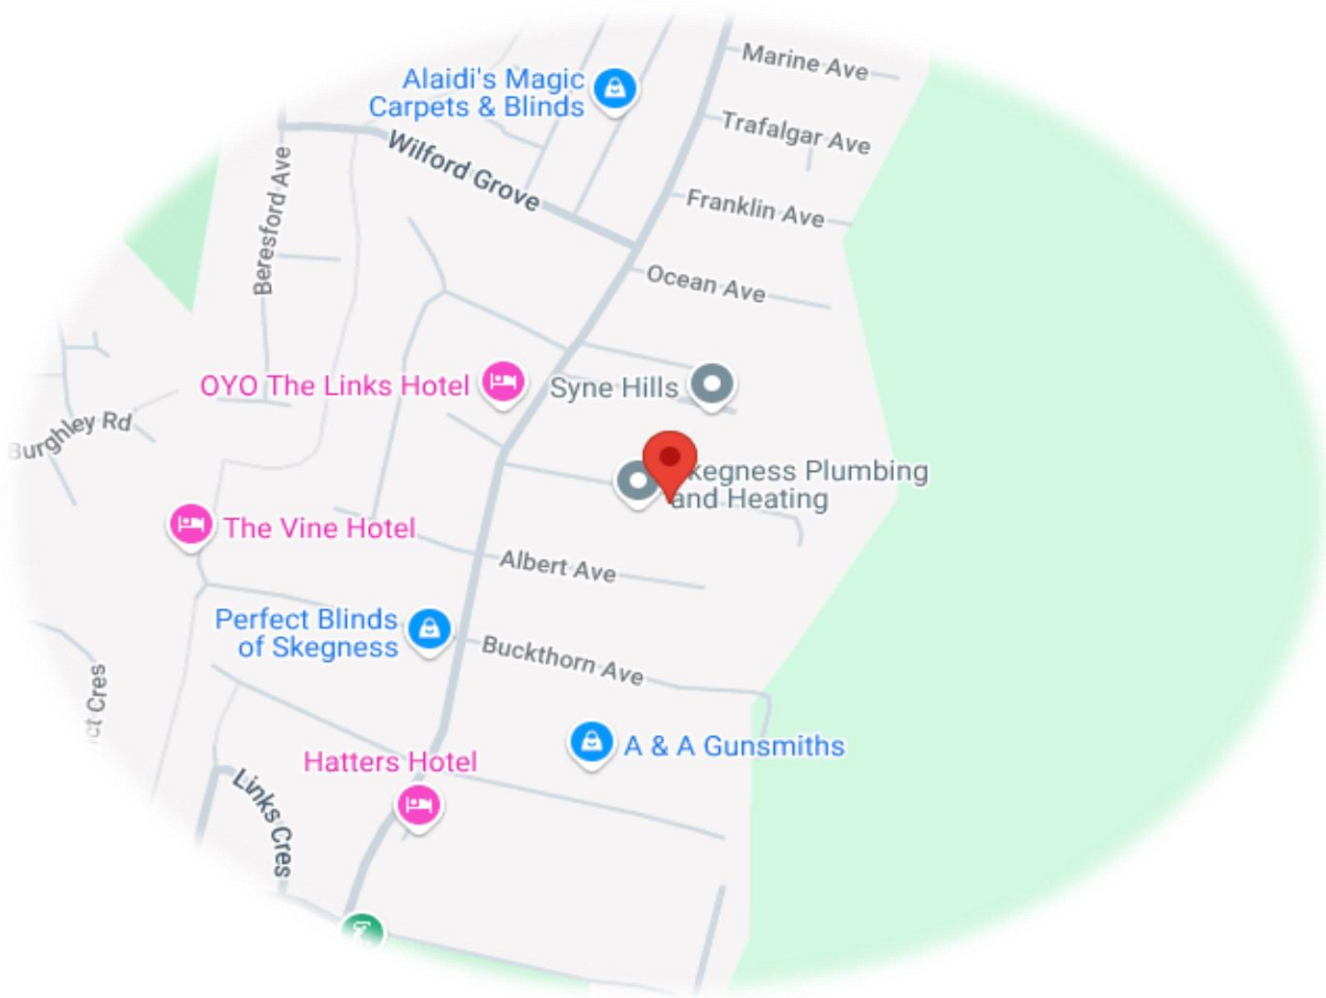 Marine Ave
Alaidi's Magic
Carpets & Blinds
Trafalgar Ave
Wilford Grove
Beresford Ave
Franklin Ave
Ocean Ave
OYO The Links Hotel
Syne Hills
Burghley Rd
kegness Plumbing
and Heating
The Vine Hotel
Albert Ave
Perfect Blinds
of Skegness
Buckthorn Ave
ct Cres
A & A Gunsmiths
Hatters Hotel
Links Cres